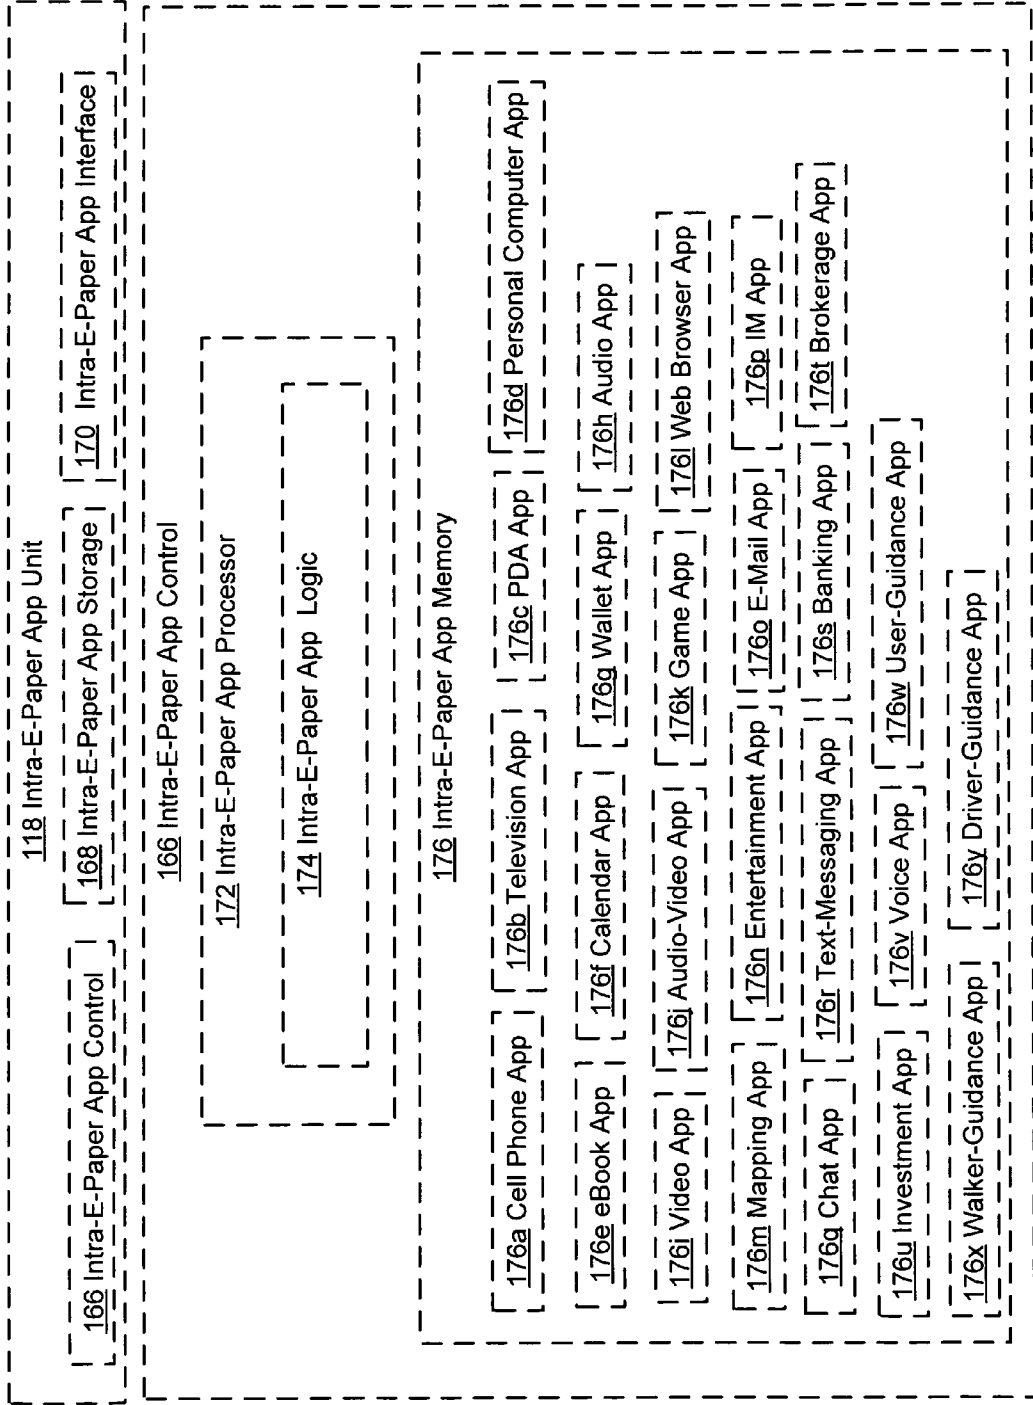 118 Intra-E-Paper App Unit
166 Intra-E-Paper App Control
168 Intra-E-Paper App Storage
170 Intra-E-Paper App Interface
166 Intra-E-Paper App Control
172 Intra-E-Paper App Processor
174 Intra-E-Paper App Logic
176 Intra-E-Paper App Memory
176a Cell Phone App
176b Television App
176c PDA App
176d Personal Computer App
176e eBook App
176f Calendar App
176g Wallet App
176h Audio App
176i Video App
176j Audio-Video App
176k Game App
176l Web Browser App
176m Mapping App
176n Entertainment App
176o E-Mail App
176p IM App
176q Chat App
176r Text-Messaging App
176s Banking App
176t Brokerage App
176u Investment App
176v Voice App
176w User-Guidance App
176x Walker-Guidance App
176y Driver-Guidance App